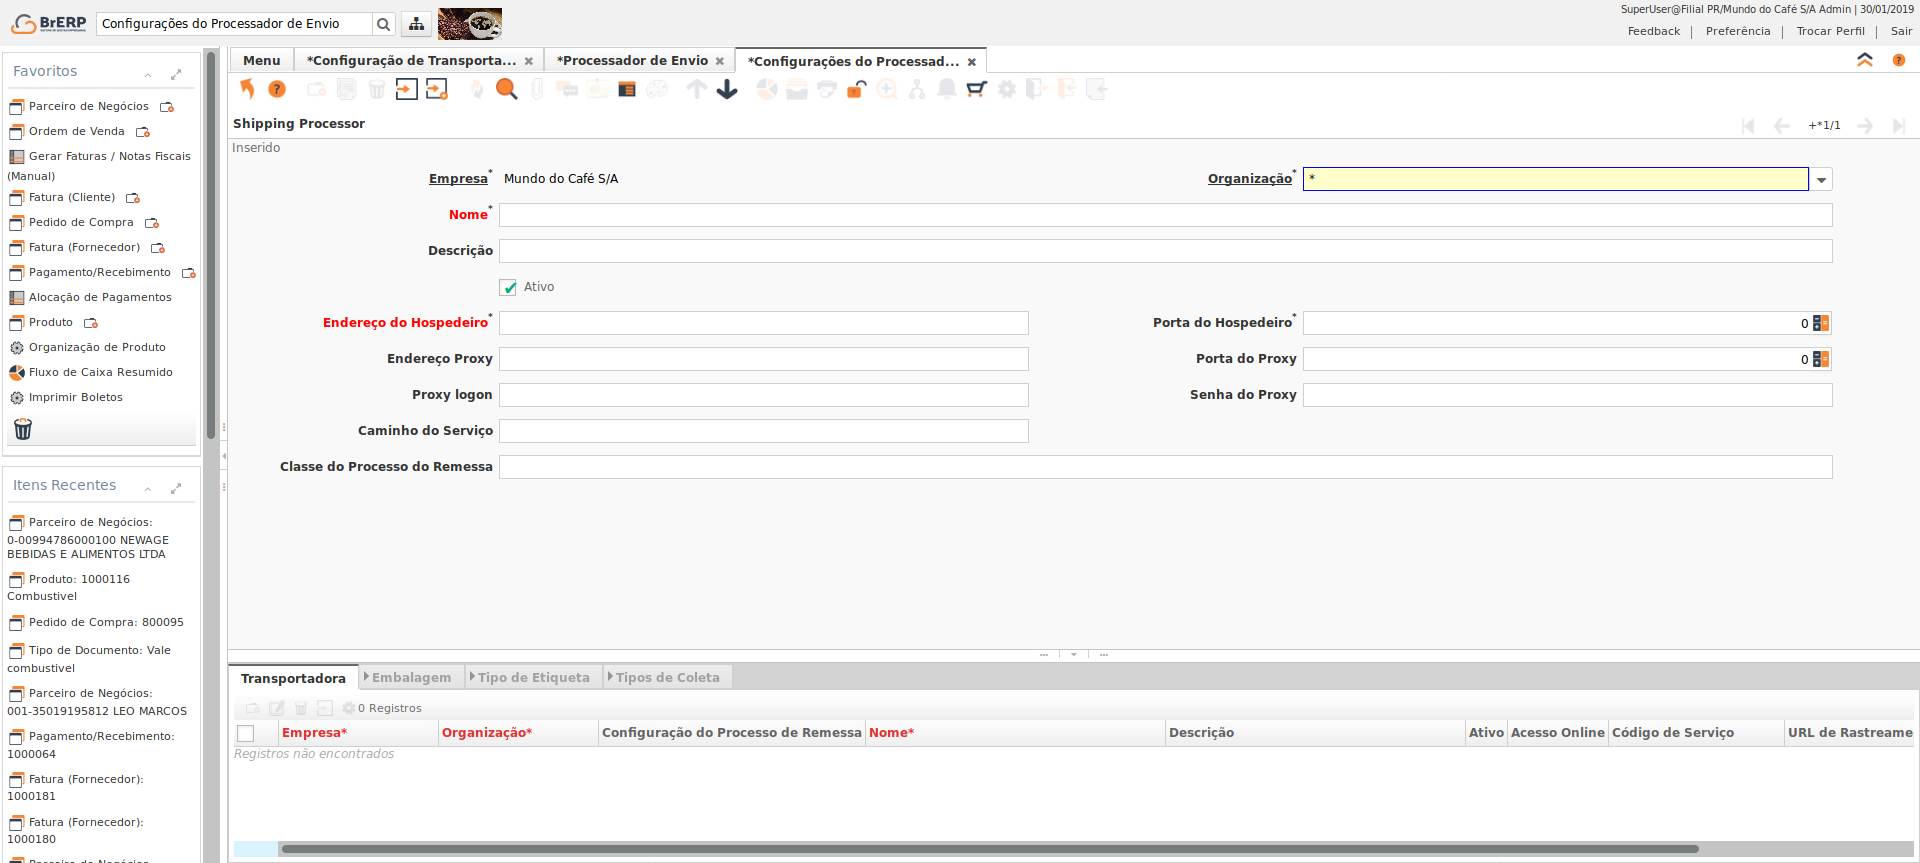 BrERP
Configurações do Processador de Envio
SuperUser@Filial PR/Mundo do Café S/A Admin | 30/01/2019
Feedback | Preferência | Trocar Perfil | Sair
Favoritos
Parceiro de Negócios
Ordem de Venda
Gerar Faturas / Notas Fiscais
(Manual)
Fatura (Cliente)
Pedido de Compra
Fatura (Fornecedor)
Pagamento/Recebimento
Alocação de Pagamentos
Produto
Organização de Produto
Fluxo de Caixa Resumido
Imprimir Boletos
Itens Recentes
Parceiro de Negócios:
0-00994786000100 NEWAGE
BEBIDAS E ALIMENTOS LTDA
Produto: 1000116
Combustivel
Pedido de Compra: 800095
Tipo de Documento: Vale
combustivel
Parceiro de Negócios:
001-35019195812 LEO MARCOS
Pagamento/Recebimento:
1000064
Fatura (Fornecedor):
1000181
Fatura (Fornecedor):
1000180
Menu
*Configuração de Transporta...
*Processador de Envio
*Configurações do Processad...
Shipping Processor
+*1/1
Inserido
Empresa* Mundo do Café S/A
Organização* *
Nome*
Descrição
Ativo
Endereço do Hospedeiro*
Porta do Hospedeiro* 0
Endereço Proxy
Porta do Proxy 0
Proxy logon
Senha do Proxy
Caminho do Serviço
Classe do Processo do Remessa
Transportadora
Embalagem
Tipo de Etiqueta
Tipos de Coleta
0 Registros
Empresa* Organização* Configuração do Processo de Remessa Nome* Descrição Ativo Acesso Online Código de Serviço URL de Rastreame
Registros não encontrados